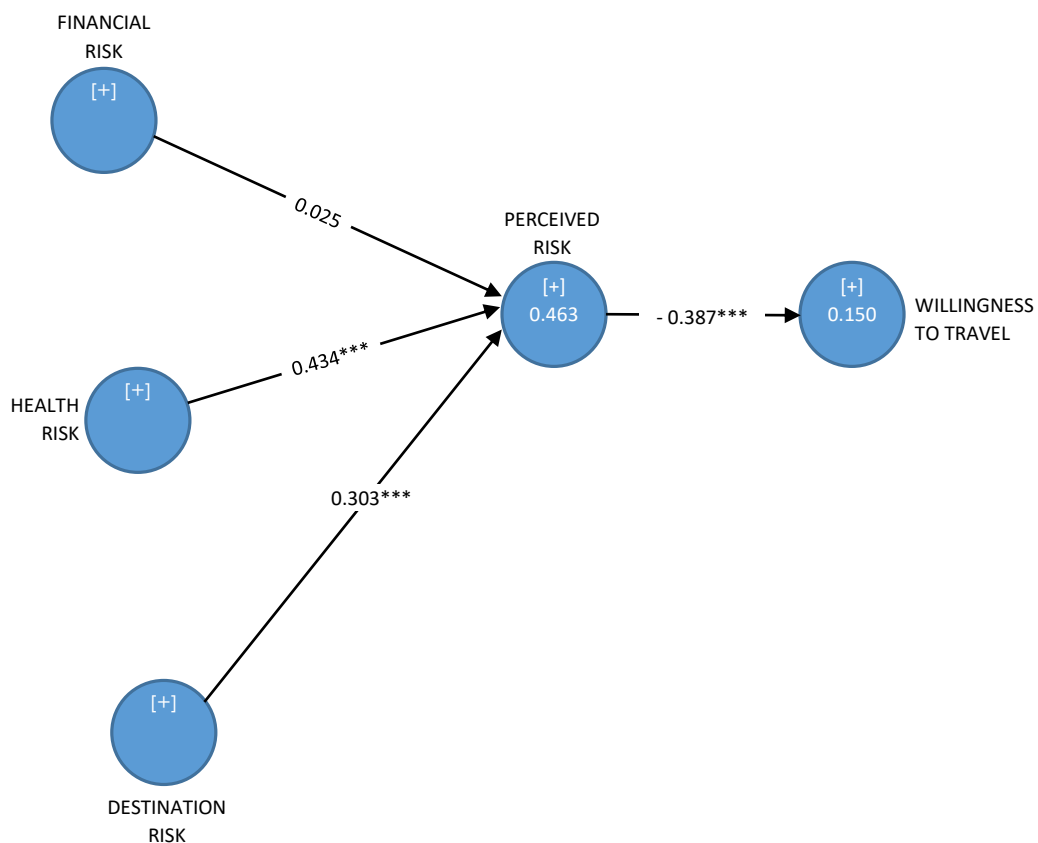 FINANCIAL
RISK
[+]
0.025
PERCEIVED
RISK
[+]
0.463
- 0.387***
[+]
0.150
WILLINGNESS
TO TRAVEL
0.434***
[+]
HEALTH
RISK
0.303***
[+]
DESTINATION
RISK